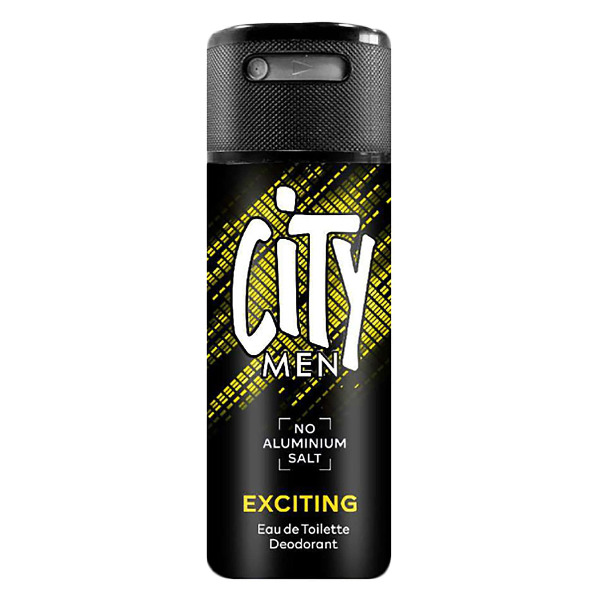 CiTY
MEN
NO
ALUMINIUM
SALT
EXCITING
Eau de Toilette
Deodorant